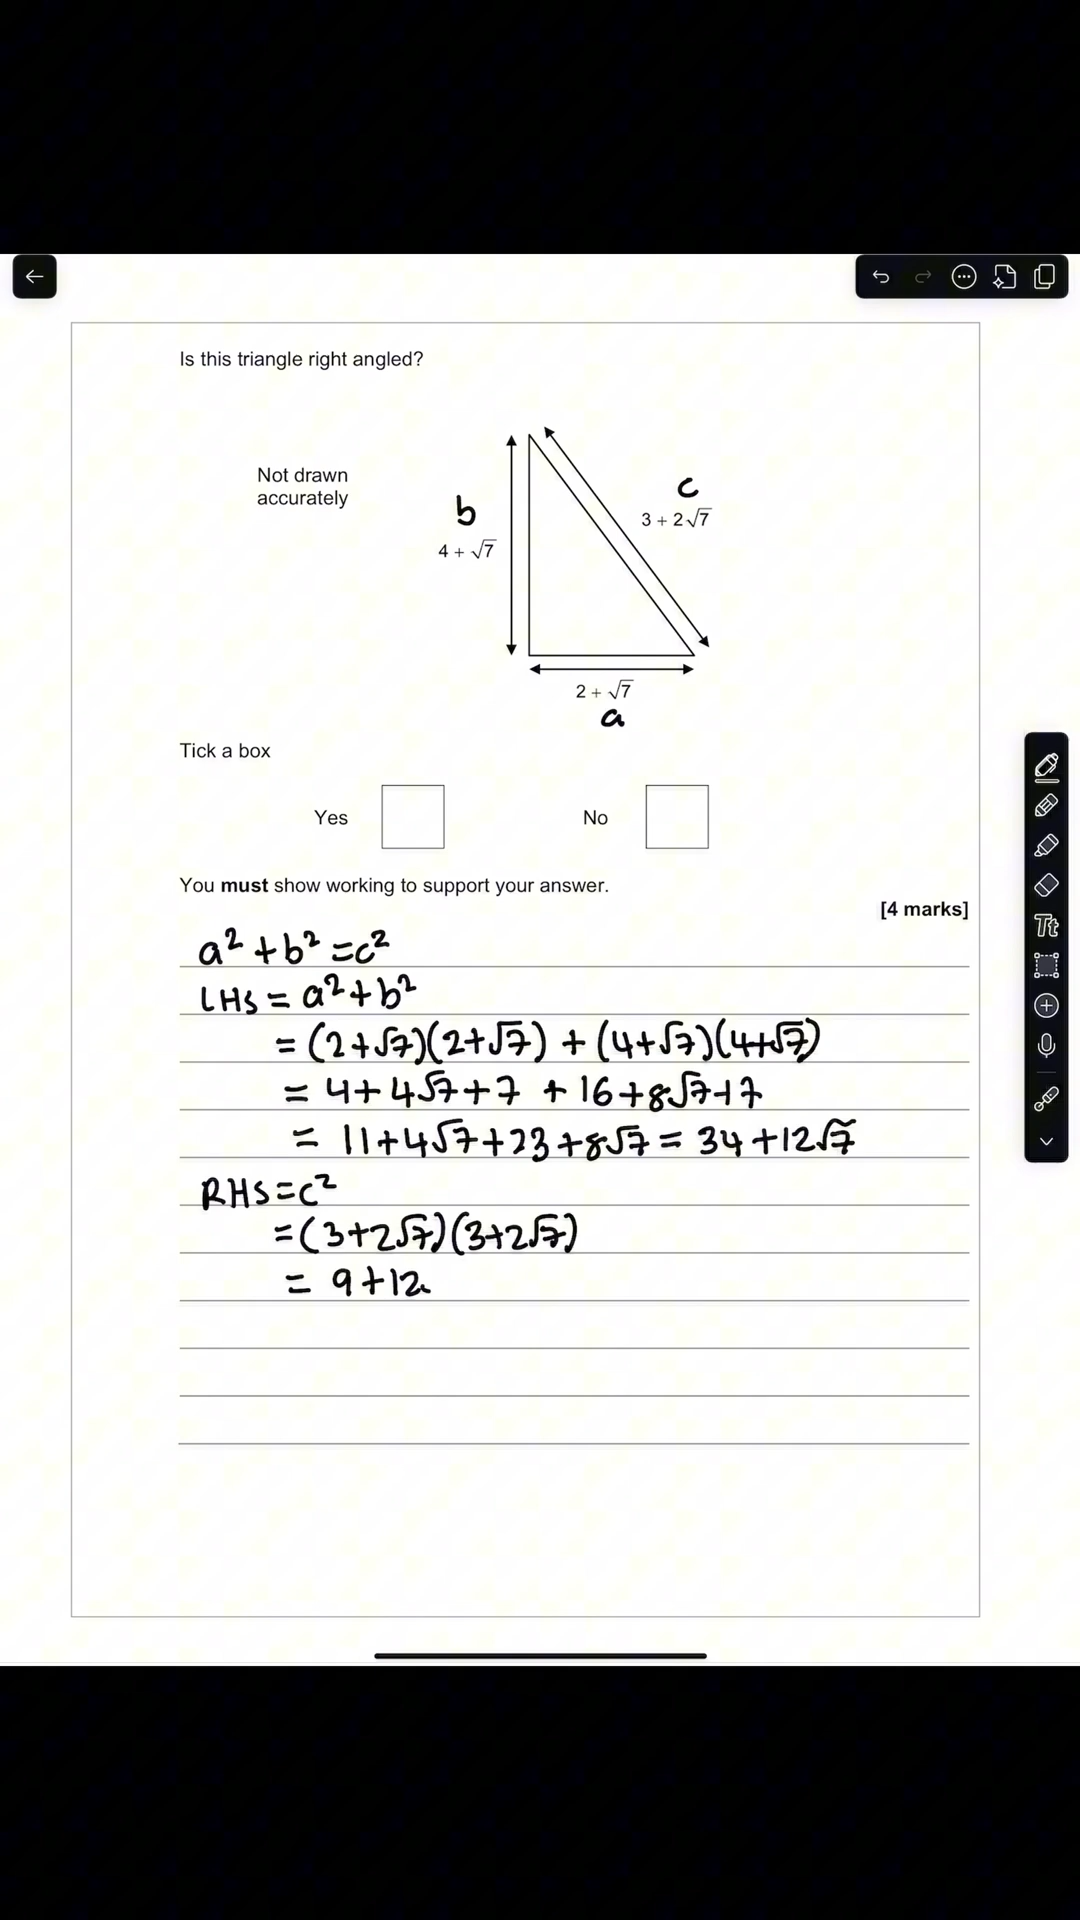 Is this triangle right angled?
Not drawn
accurately
b
4 + √7
c
3 + 2√7
2 + √7
a
Tick a box
Yes
No
You must show working to support your answer.
[4 marks]
a² + b² = c²
LHS = a² + b²
= (2+√7)(2+√7) + (4+√7)(4+√7)
= 4+4√7+7 + 16+8√7+7
= 11+4√7+23+8√7 = 34+12√7
RHS = c²
= (3+2√7)(3+2√7)
= 9+12
Tt